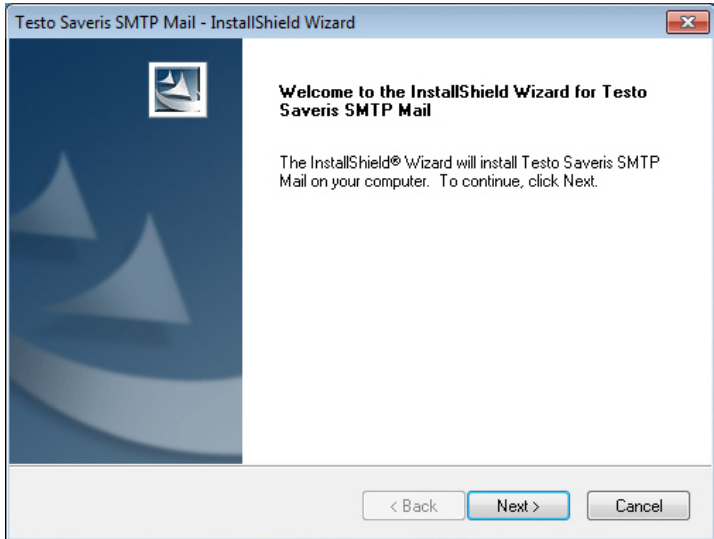 Testo Saveris SMTP Mail - InstallShield Wizard
Welcome to the InstallShield Wizard for Testo
Saveris SMTP Mail
The InstallShield® Wizard will install Testo Saveris SMTP
Mail on your computer. To continue, click Next.
< Back Next > Cancel